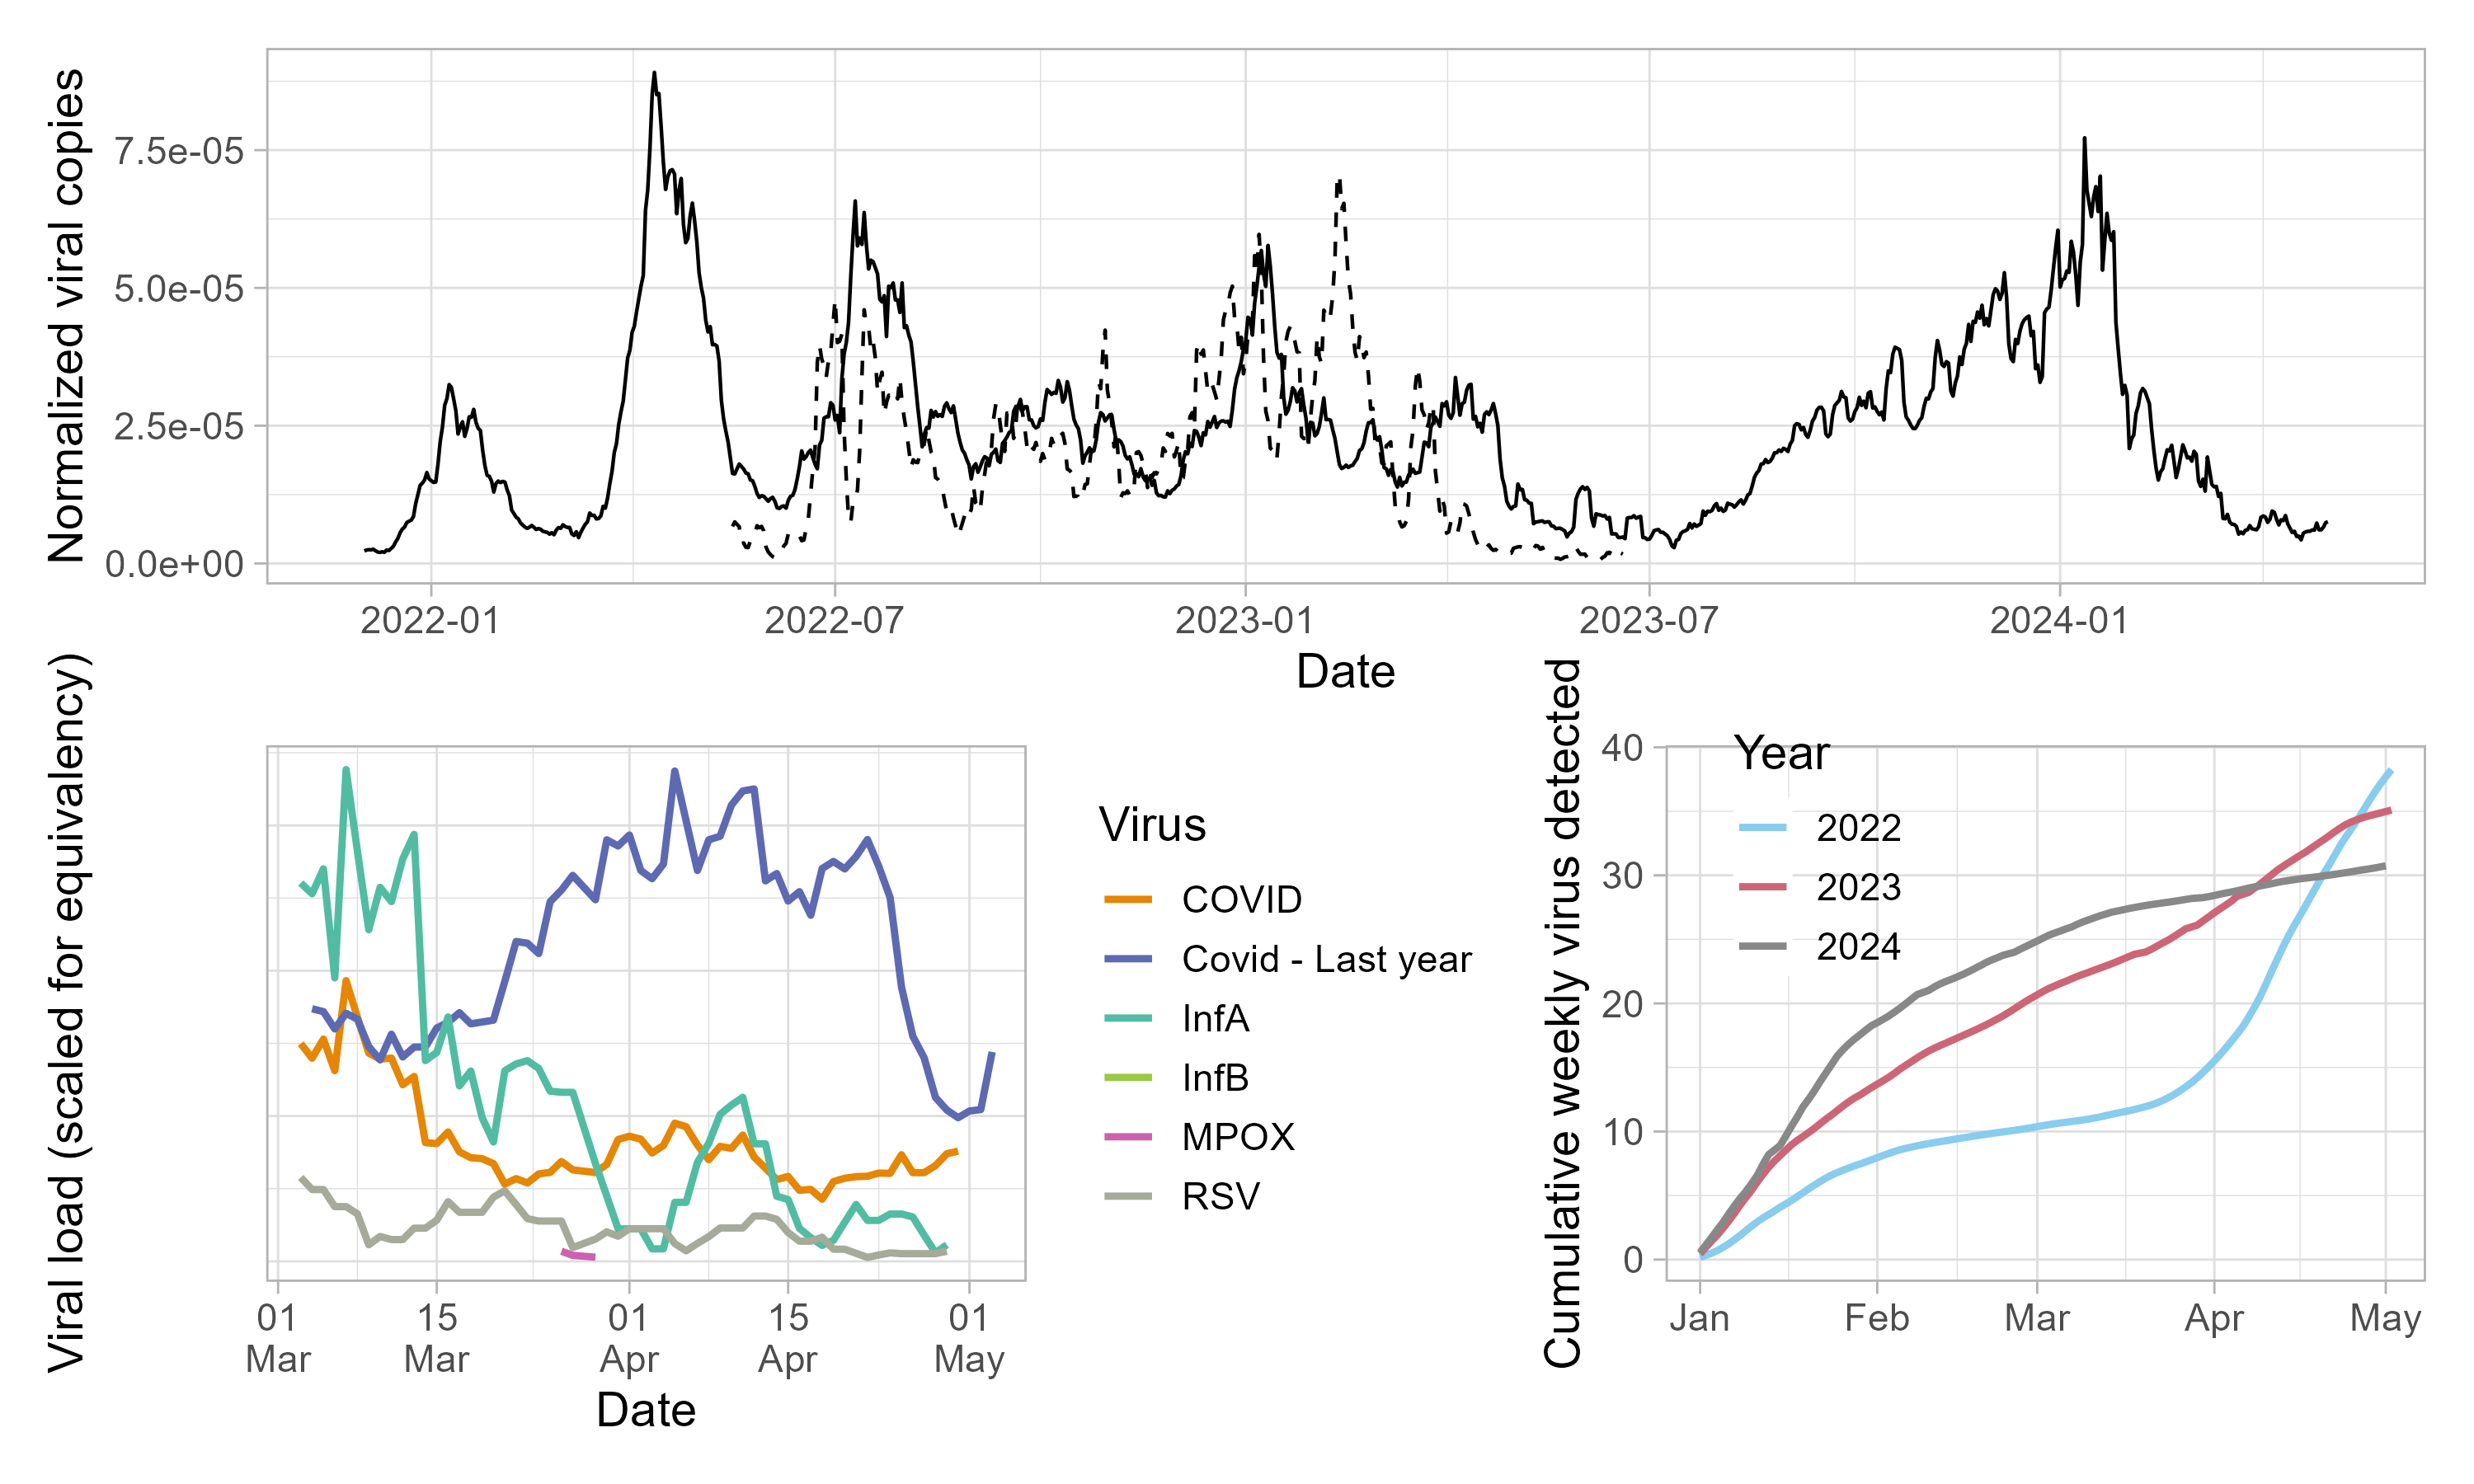 Normalized viral copies
7.5e-05
5.0e-05
2.5e-05
0.0e+00
2022-01
2022-07
2023-01
2023-07
2024-01
Date
Viral load (scaled for equivalency)
01
Mar
15
Mar
01
Apr
15
Apr
01
May
Date
Virus
COVID
Covid - Last year
InfA
InfB
MPOX
RSV
Cumulative weekly virus detected
40
30
20
10
0
Year
2022
2023
2024
Jan
Feb
Mar
Apr
May